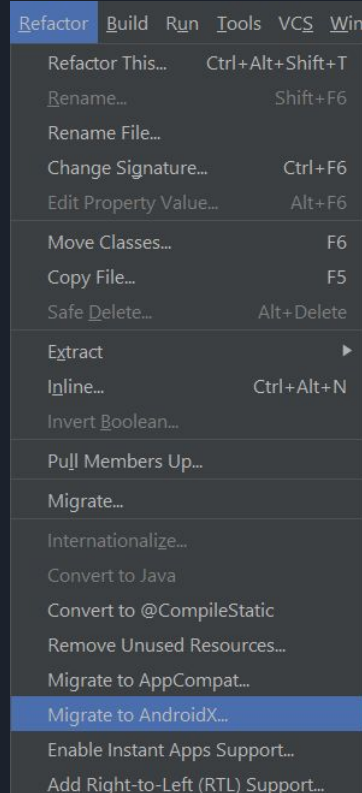 Refactor Build Run Tools VCS Win
Refactor This... Ctrl+Alt+Shift+T
Rename... Shift+F6
Rename File...
Change Signature... Ctrl+F6
Edit Property Value... Alt+F6
Move Classes... F6
Copy File... F5
Safe Delete... Alt+Delete
Extract
Inline... Ctrl+Alt+N
Invert Boolean...
Pull Members Up...
Migrate...
Internationalize...
Convert to Java
Convert to @CompileStatic
Remove Unused Resources...
Migrate to AppCompat...
Migrate to AndroidX...
Enable Instant Apps Support...
Add Right-to-Left (RTL) Support...